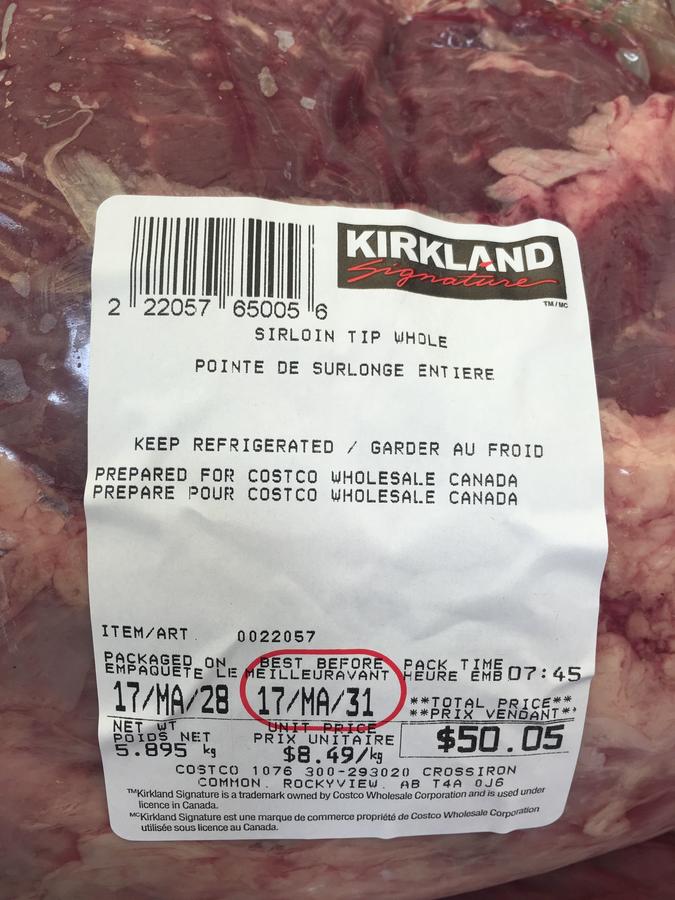 KIRKLAND
Signature
TM/MC
2 22057 65005 6
SIRLOIN TIP WHOLE
POINTE DE SURLONGE ENTIERE
KEEP REFRIGERATED / GARDER AU FROID
PREPARED FOR COSTCO WHOLESALE CANADA
PREPARE POUR COSTCO WHOLESALE CANADA
ITEM/ART. 0022057
PACKAGED ON BEST BEFORE PACK TIME
EMPAQUETE LE MEILLEURAVANT HEURE EMB 07:45
17/MA/28 17/MA/31 **TOTAL PRICE**
**PRIX VENDANT**
NET WT UNIT PRICE
POIDS NET PRIX UNITAIRE $50.05
5.895 kg $8.49/kg
COSTCO 1076 300-293020 CROSSIRON
COMMON. ROCKYVIEW. AB T4A 0J6
™Kirkland Signature is a trademark owned by Costco Wholesale Corporation and is used under
licence in Canada.
MCKirkland Signature est une marque de commerce propriété de Costco Wholesale Corporation
utilisée sous licence au Canada.